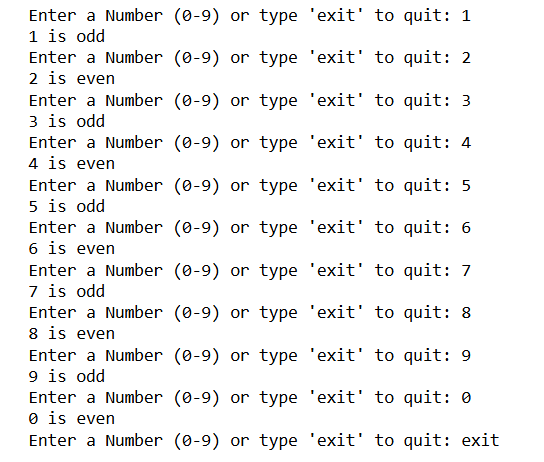 Enter a Number (0-9) or type 'exit' to quit: 1
1 is odd
Enter a Number (0-9) or type 'exit' to quit: 2
2 is even
Enter a Number (0-9) or type 'exit' to quit: 3
3 is odd
Enter a Number (0-9) or type 'exit' to quit: 4
4 is even
Enter a Number (0-9) or type 'exit' to quit: 5
5 is odd
Enter a Number (0-9) or type 'exit' to quit: 6
6 is even
Enter a Number (0-9) or type 'exit' to quit: 7
7 is odd
Enter a Number (0-9) or type 'exit' to quit: 8
8 is even
Enter a Number (0-9) or type 'exit' to quit: 9
9 is odd
Enter a Number (0-9) or type 'exit' to quit: 0
0 is even
Enter a Number (0-9) or type 'exit' to quit: exit